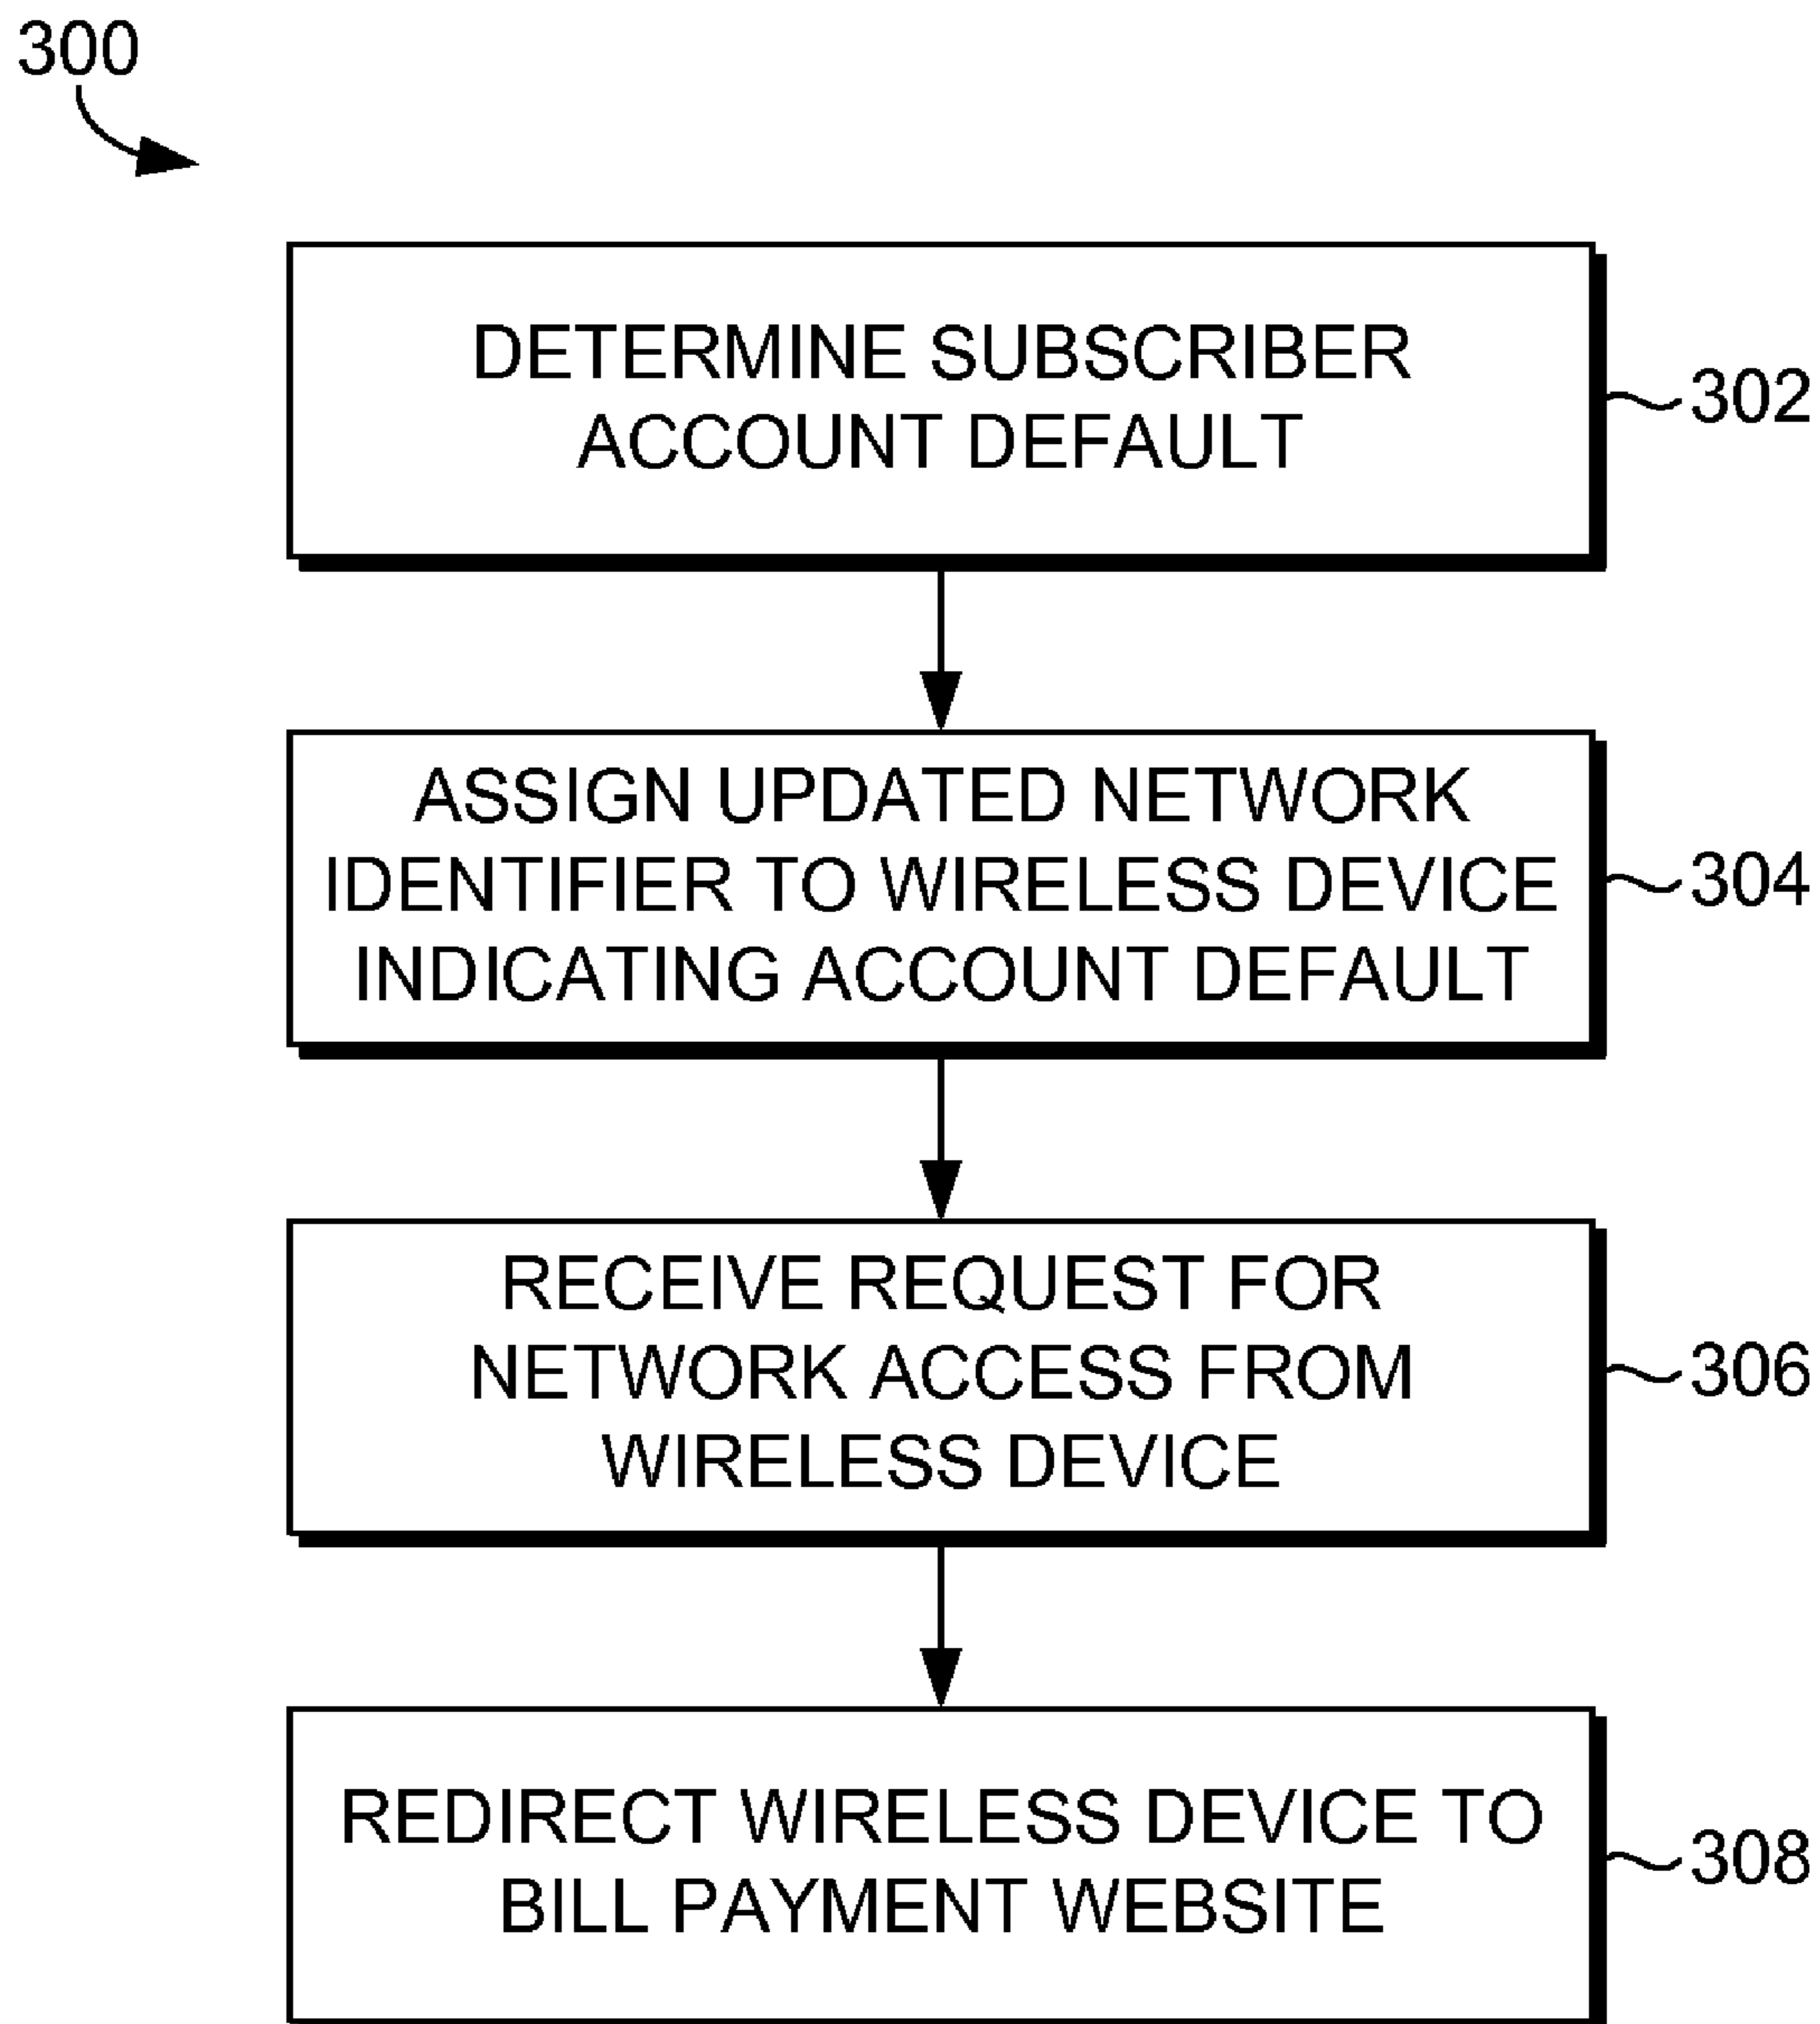 300
DETERMINE SUBSCRIBER
ACCOUNT DEFAULT
302
ASSIGN UPDATED NETWORK
IDENTIFIER TO WIRELESS DEVICE
INDICATING ACCOUNT DEFAULT
304
RECEIVE REQUEST FOR
NETWORK ACCESS FROM
WIRELESS DEVICE
306
REDIRECT WIRELESS DEVICE TO
BILL PAYMENT WEBSITE
308